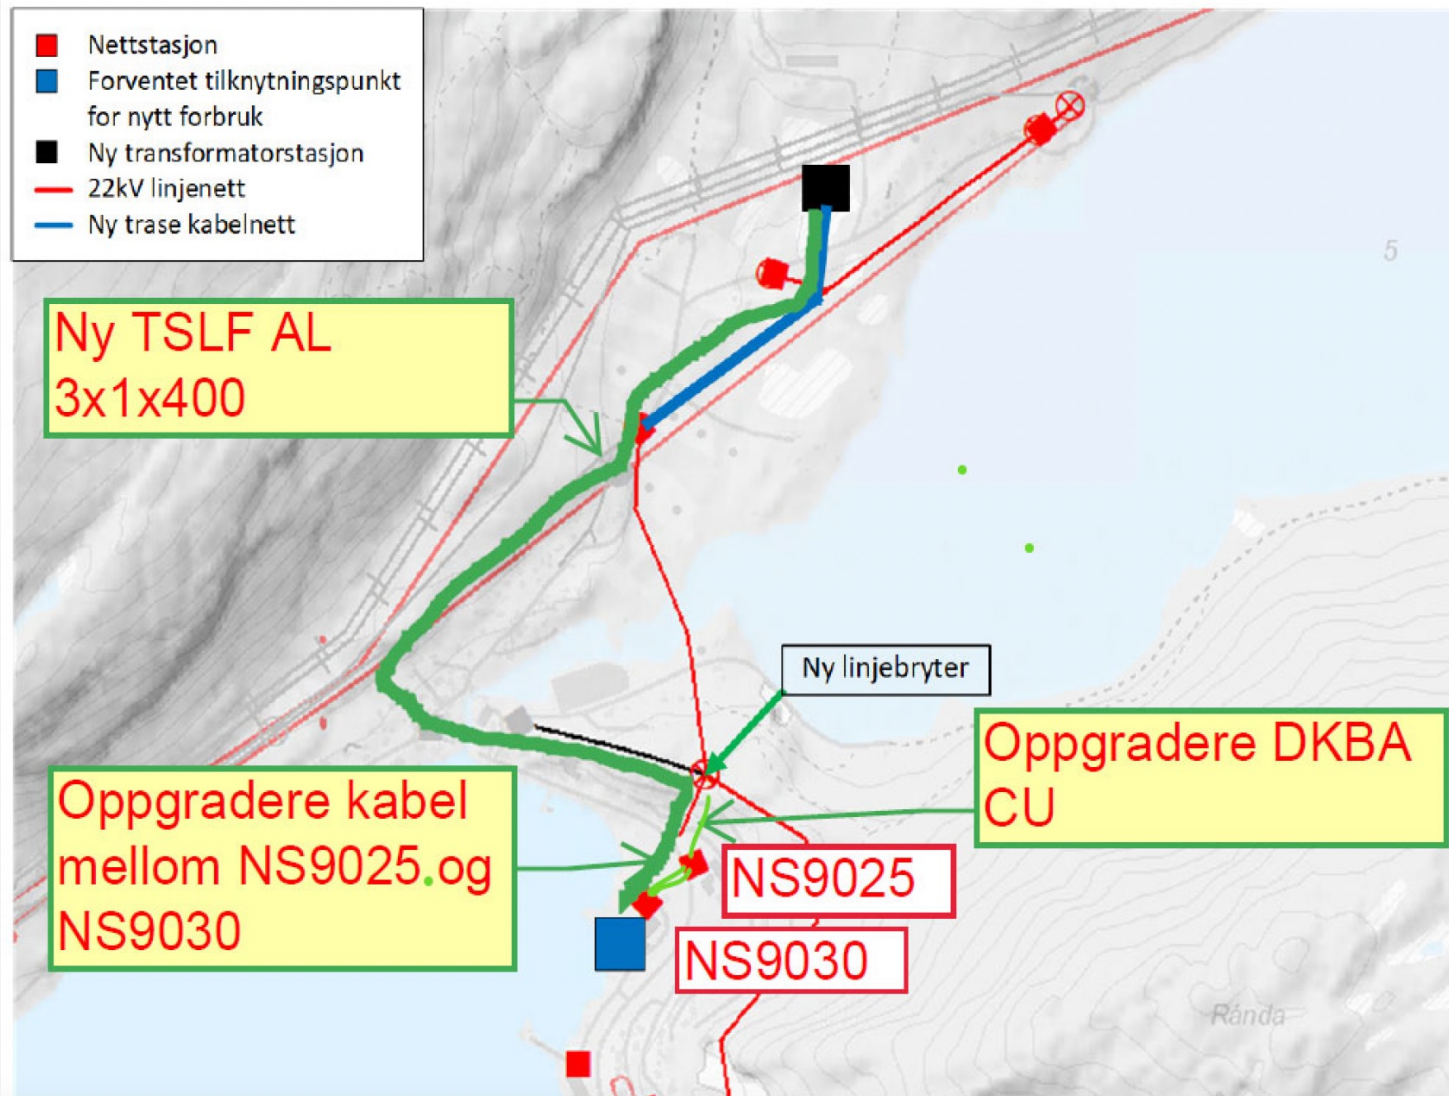 Nettstasjon
Forventet tilknytningspunkt
for nytt forbruk
Ny transformatorstasjon
22kV linjenett
Ny trase kabelnett
5
Ny TSLF AL
3x1x400
Ny linjebryter
Oppgradere DKBA
CU
Oppgradere kabel
mellom NS9025 og
NS9030
NS9025
NS9030
Ránda